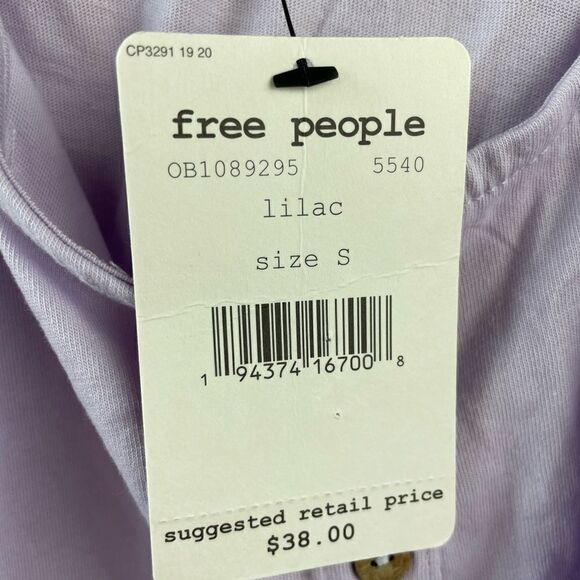 CP3291 19 20
free people
OB1089295 5540
lilac
size S
1 94374 16700 8
suggested retail price
$38.00